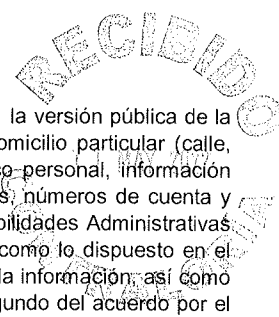 RECIBIDO
la versión pública de la
omicilio particular (calle,
o personal, información
s, números de cuenta y
bilidades Administrativas
como lo dispuesto en el
la información, así como
gundo del acuerdo por el